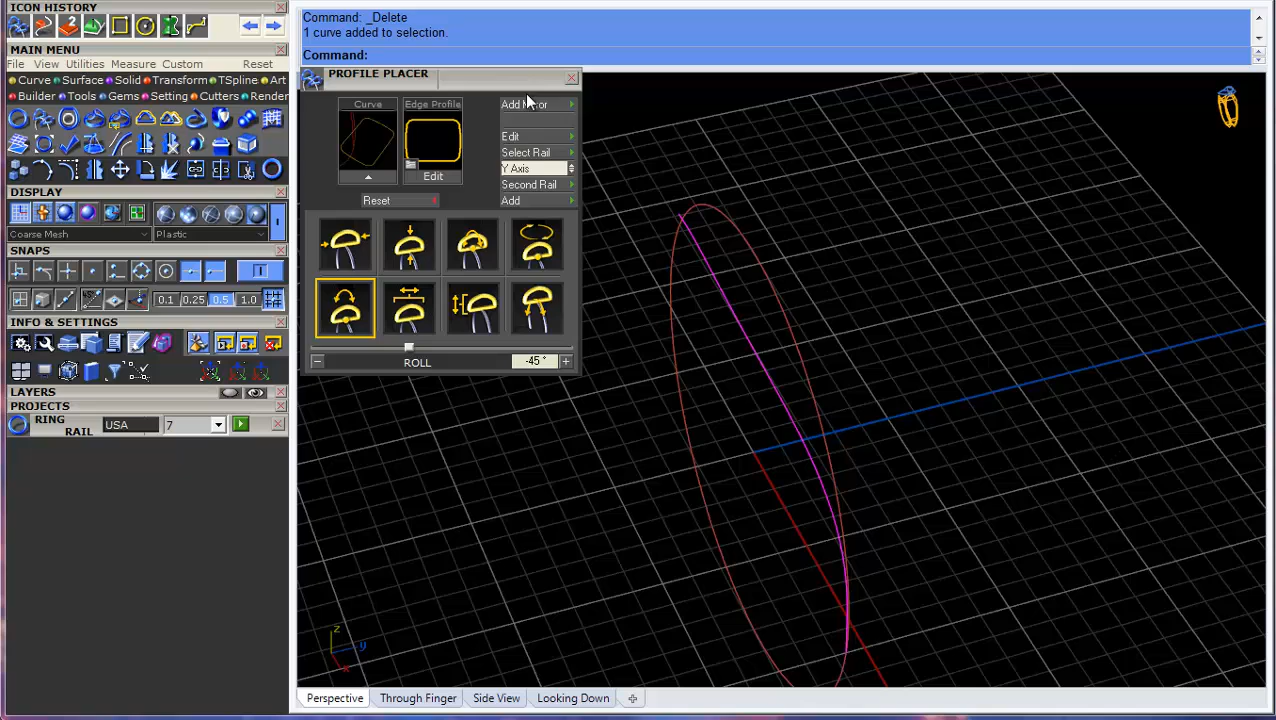 ICON HISTORY
MAIN MENU
File View Utilities Measure Custom Reset
Curve Surface Solid Transform TSpline Art
Builder Tools Gems Setting Cutters Render
DISPLAY
Coarse Mesh Plastic
SNAPS
0.1 0.25 0.5 1.0
INFO & SETTINGS
LAYERS
PROJECTS
RING RAIL USA 7
Command: _Delete
1 curve added to selection.
Command:
PROFILE PLACER
Curve Edge Profile
Edit
Reset
Add
Edit
Select Rail
Y Axis
Second Rail
Add
ROLL -45 °
z
y
x
Perspective Through Finger Side View Looking Down